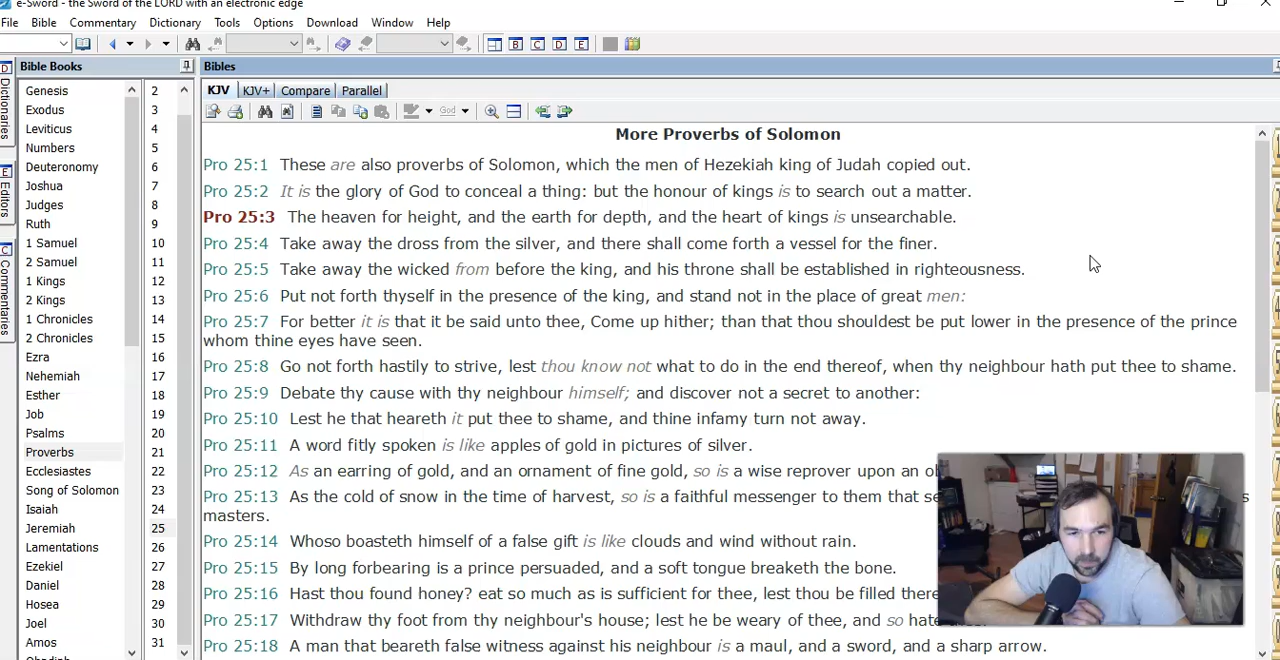 e-Sword - the Sword of the LORD with an electronic edge
File Bible Commentary Dictionary Tools Options Download Window Help
B C D E
Bible Books
Bibles
D Dictionaries
E Editors
C Commentaries
KJV KJV+ Compare Parallel
God
Genesis 2
Exodus 3
Leviticus 4
Numbers 5
Deuteronomy 6
Joshua 7
Judges 8
Ruth 9
1 Samuel 10
2 Samuel 11
1 Kings 12
2 Kings 13
1 Chronicles 14
2 Chronicles 15
Ezra 16
Nehemiah 17
Esther 18
Job 19
Psalms 20
Proverbs 21
Ecclesiastes 22
Song of Solomon 23
Isaiah 24
Jeremiah 25
Lamentations 26
Ezekiel 27
Daniel 28
Hosea 29
Joel 30
Amos 31
More Proverbs of Solomon
Pro 25:1 These are also proverbs of Solomon, which the men of Hezekiah king of Judah copied out.
Pro 25:2 It is the glory of God to conceal a thing: but the honour of kings is to search out a matter.
Pro 25:3 The heaven for height, and the earth for depth, and the heart of kings is unsearchable.
Pro 25:4 Take away the dross from the silver, and there shall come forth a vessel for the finer.
Pro 25:5 Take away the wicked from before the king, and his throne shall be established in righteousness.
Pro 25:6 Put not forth thyself in the presence of the king, and stand not in the place of great men:
Pro 25:7 For better it is that it be said unto thee, Come up hither; than that thou shouldest be put lower in the presence of the prince
whom thine eyes have seen.
Pro 25:8 Go not forth hastily to strive, lest thou know not what to do in the end thereof, when thy neighbour hath put thee to shame.
Pro 25:9 Debate thy cause with thy neighbour himself; and discover not a secret to another:
Pro 25:10 Lest he that heareth it put thee to shame, and thine infamy turn not away.
Pro 25:11 A word fitly spoken is like apples of gold in pictures of silver.
Pro 25:12 As an earring of gold, and an ornament of fine gold, so is a wise reprover upon an
Pro 25:13 As the cold of snow in the time of harvest, so is a faithful messenger to them that
masters.
Pro 25:14 Whoso boasteth himself of a false gift is like clouds and wind without rain.
Pro 25:15 By long forbearing is a prince persuaded, and a soft tongue breaketh the bone.
Pro 25:16 Hast thou found honey? eat so much as is sufficient for thee, lest thou be filled
Pro 25:17 Withdraw thy foot from thy neighbour's house; lest he be weary of thee, and so
Pro 25:18 A man that beareth false witness against his neighbour is a maul, and a sword, and a sharp arrow.